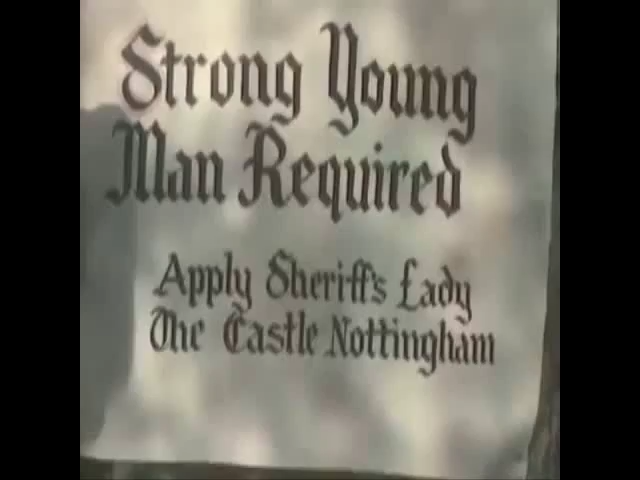 Strong Young
Man Required
Apply Sheriff's Lady
The Castle Nottingham